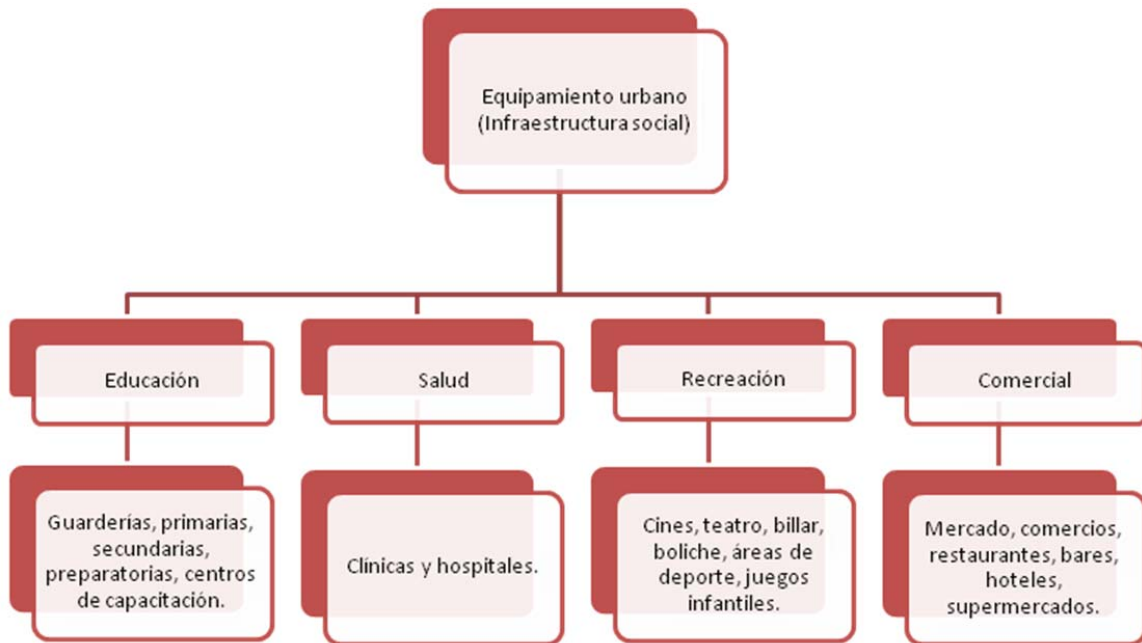 Equipamiento urbano
(Infraestructura social)
Educación
Salud
Recreación
Comercial
Guarderías, primarias,
secundarias,
preparatorias, centros
de capacitación.
Clínicas y hospitales.
Cines, teatro, billar,
boliche, áreas de
deporte, juegos
infantiles.
Mercado, comercios,
restaurantes, bares,
hoteles,
supermercados.